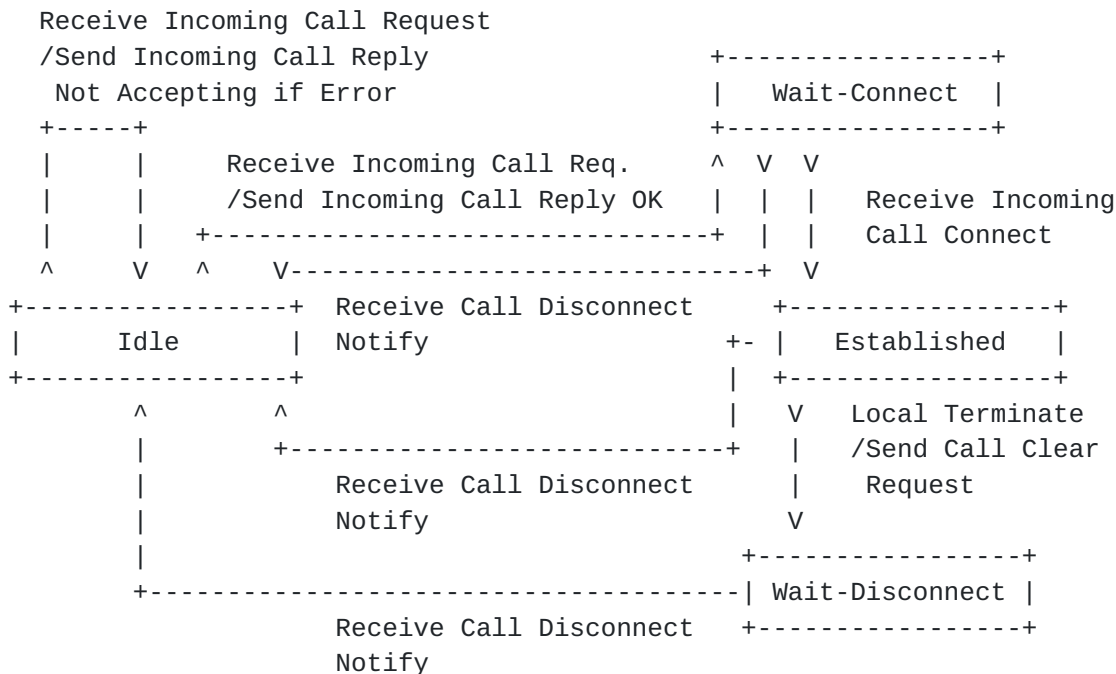 Receive Incoming Call Request
/Send Incoming Call Reply
Not Accepting if Error
Wait-Connect
Receive Incoming Call Req.
/Send Incoming Call Reply OK
Receive Incoming
Call Connect
Receive Call Disconnect
Notify
Idle
Established
Local Terminate
/Send Call Clear
Request
Receive Call Disconnect
Notify
Wait-Disconnect
Receive Call Disconnect
Notify